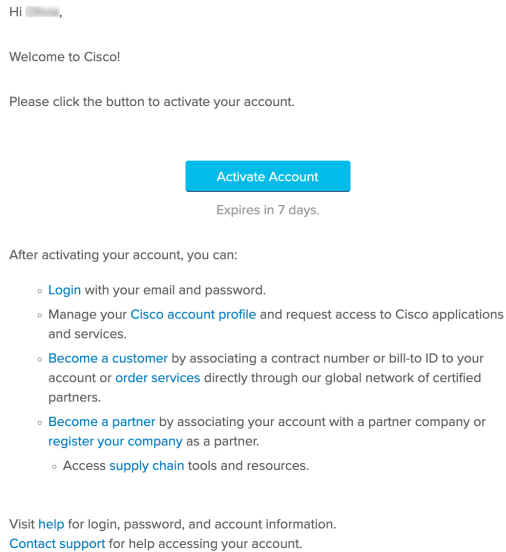 Hi ,
Welcome to Cisco!
Please click the button to activate your account.
Activate Account
Expires in 7 days.
After activating your account, you can:
Login with your email and password.
Manage your Cisco account profile and request access to Cisco applications
and services.
Become a customer by associating a contract number or bill-to ID to your
account or order services directly through our global network of certified
partners.
Become a partner by associating your account with a partner company or
register your company as a partner.
Access supply chain tools and resources.
Visit help for login, password, and account information.
Contact support for help accessing your account.